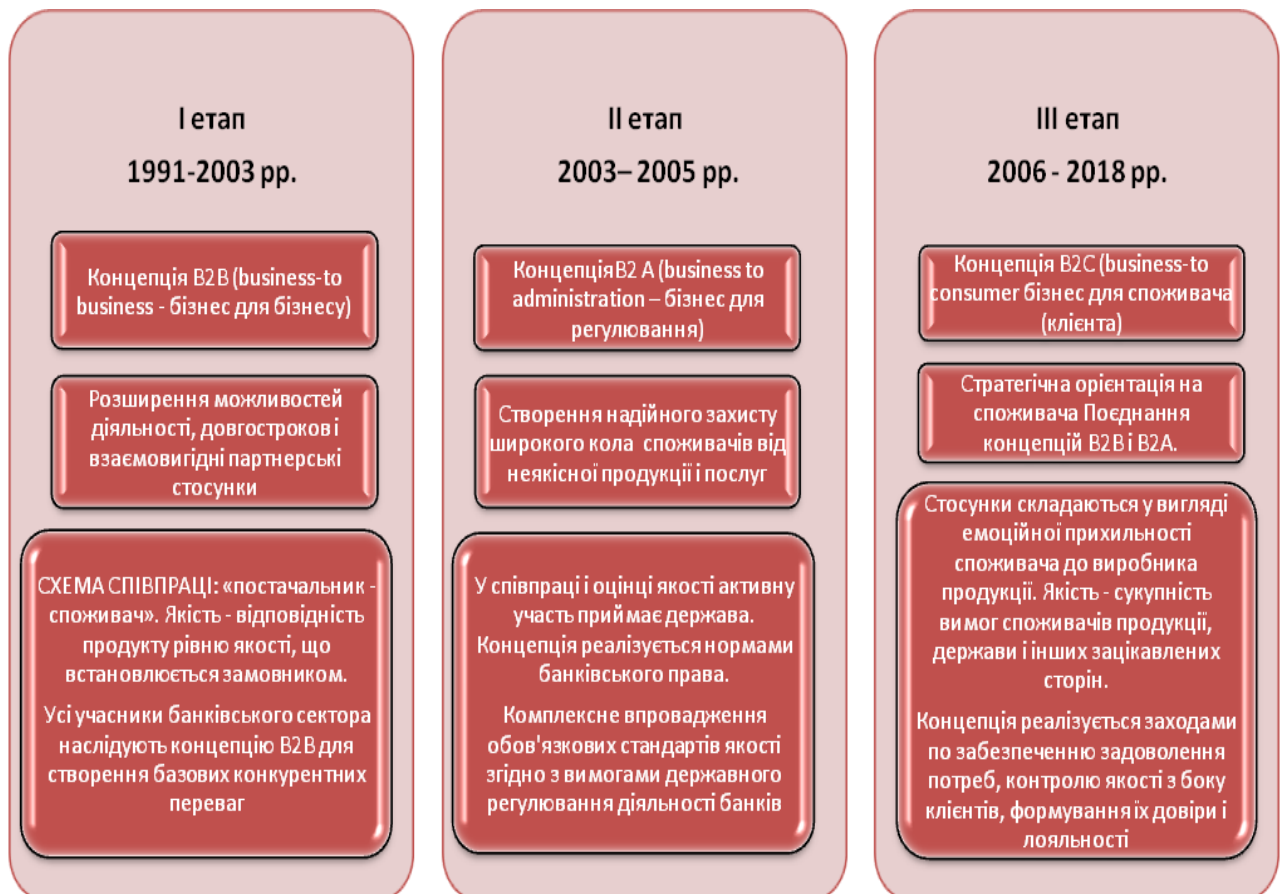 І етап
1991-2003 рр.
Концепція B2B (business-to
business - бізнес для бізнесу)
Розширення можливостей
діяльності, довгострокові і
взаємовигідні партнерські
стосунки
СХЕМА СПІВПРАЦІ: «постачальник -
споживач». Якість - відповідність
продукту рівню якості, що
встановлюється замовником.
Усі учасники банківського сектора
наслідують концепцію B2B для
створення базових конкурентних
переваг
ІІ етап
2003– 2005 рр.
КонцепціяB2 A (business to
administration – бізнес для
регулювання)
Створення надійного захисту
широкого кола споживачів від
неякісної продукції і послуг
У співпраці і оцінці якості активну
участь приймає держава.
Концепція реалізується нормами
банківського права.
Комплексне впровадження
обов'язкових стандартів якості
згідно з вимогами державного
регулювання діяльності банків
ІІІ етап
2006 - 2018 рр.
Концепція B2C (business-to
consumer бізнес для споживача
(клієнта)
Стратегічна орієнтація на
споживача Поєднання
концепцій B2B і B2A.
Стосунки складаються у вигляді
емоційної прихильності
споживача до виробника
продукції. Якість - сукупність
вимог споживачів продукції,
держави і інших зацікавлених
сторін.
Концепція реалізується заходами
по забезпеченню задоволення
потреб, контролю якості з боку
клієнтів, формування їх довіри і
лояльності